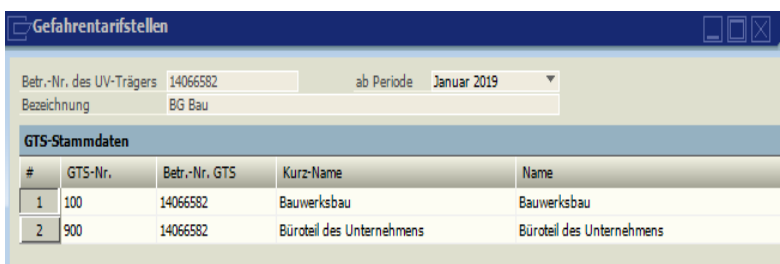 Gefahrentarifstellen
Betr.-Nr. des UV-Trägers 14066582 ab Periode Januar 2019
Bezeichnung BG Bau
GTS-Stammdaten
# GTS-Nr. Betr.-Nr. GTS Kurz-Name Name
1 100 14066582 Bauwerksbau Bauwerksbau
2 900 14066582 Büroteil des Unternehmens Büroteil des Unternehmens